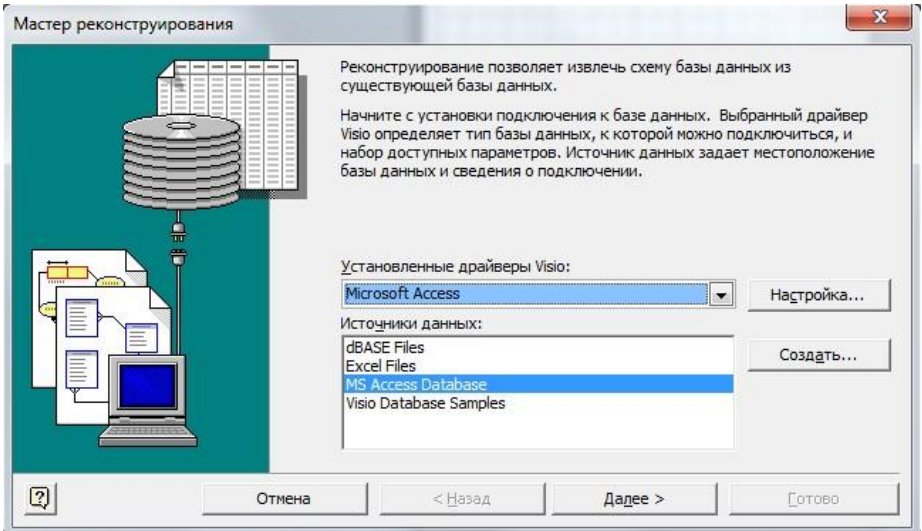 Мастер реконструирования
Реконструирование позволяет извлечь схему базы данных из
существующей базы данных.
Начните с установки подключения к базе данных. Выбранный драйвер
Visio определяет тип базы данных, к которой можно подключиться, и
набор доступных параметров. Источник данных задает местоположение
базы данных и сведения о подключении.
Установленные драйверы Visio:
Microsoft Access
Настройка...
Источники данных:
dBASE Files
Excel Files
MS Access Database
Visio Database Samples
Создать...
Отмена
< Назад
Далее >
Готово